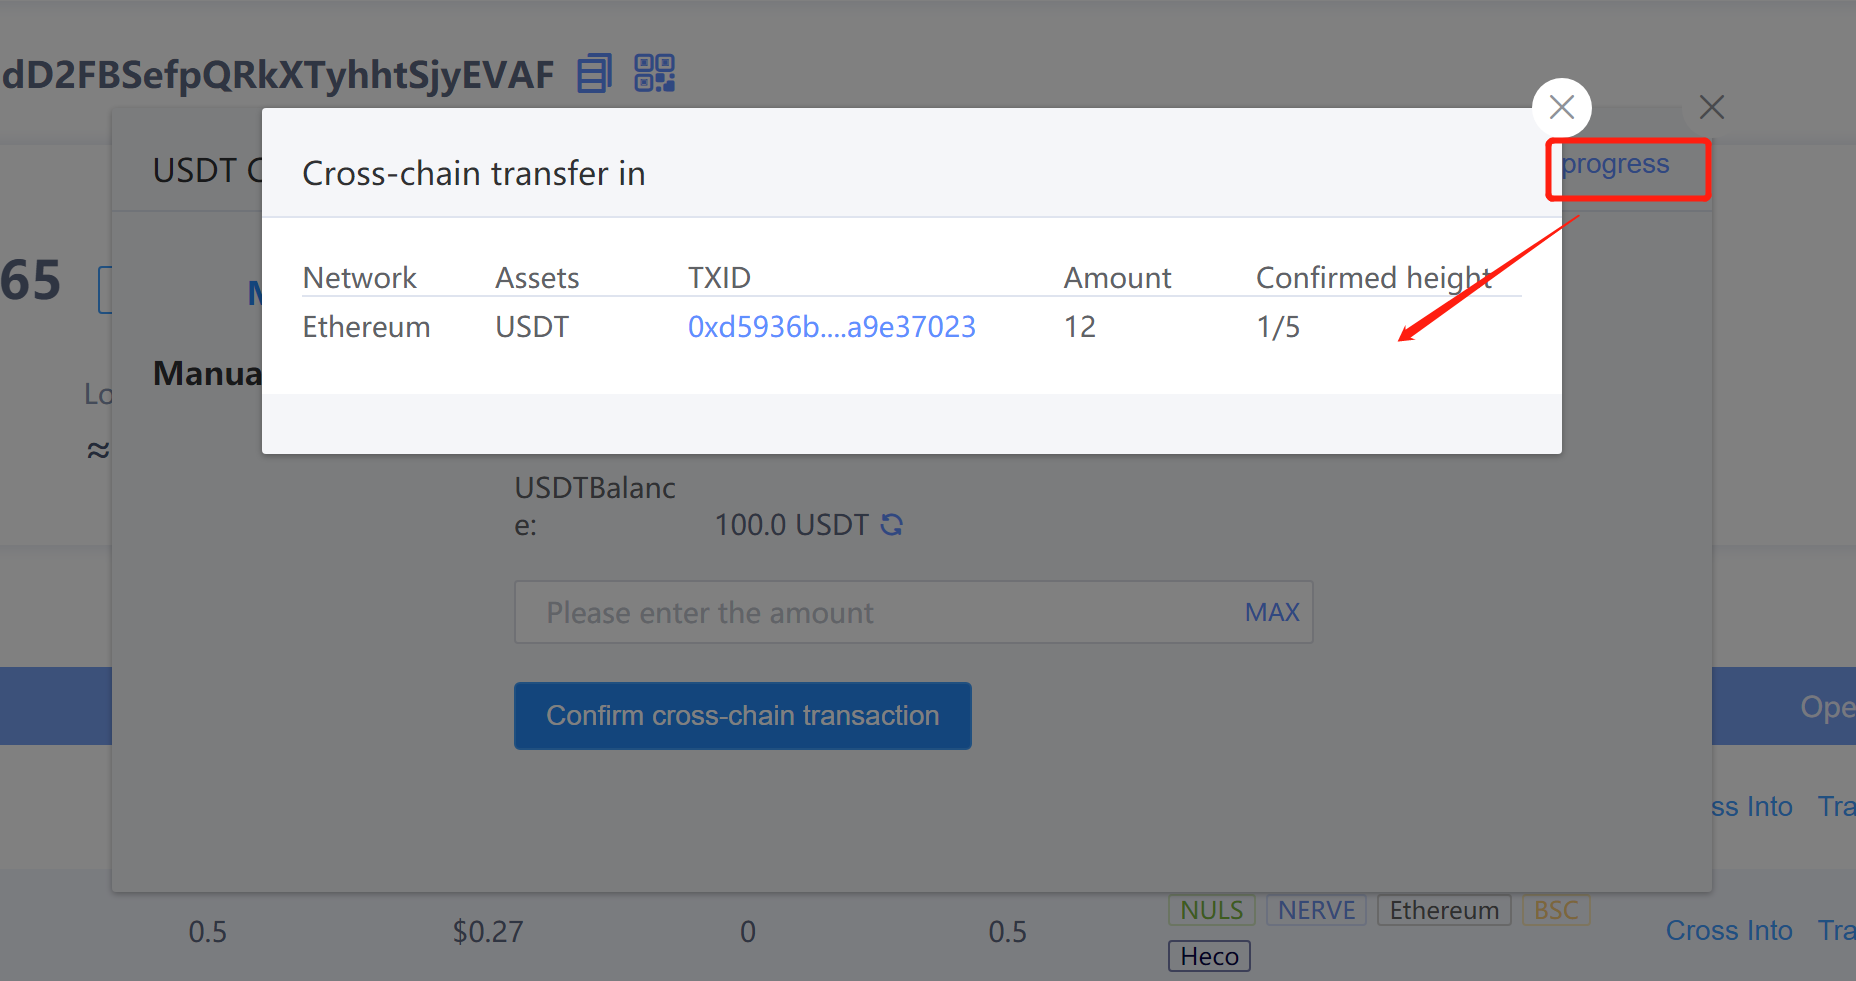 dD2FBSefpQRkXTyhhtSjyEVAF
USDT
progress
Cross-chain transfer in
65
Network Assets TXID Amount Confirmed height
Ethereum USDT 0xd5936b....a9e37023 12 1/5
Manua
Lo
≈
USDTBalanc
e: 100.0 USDT
Please enter the amount MAX
Confirm cross-chain transaction
Ope
ss Into Tra
NULS NERVE Ethereum BSC
0.5 $0.27 0 0.5 Cross Into Tra
Heco